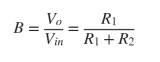 B = V_o / V_in = R_1 / (R_1 + R_2)